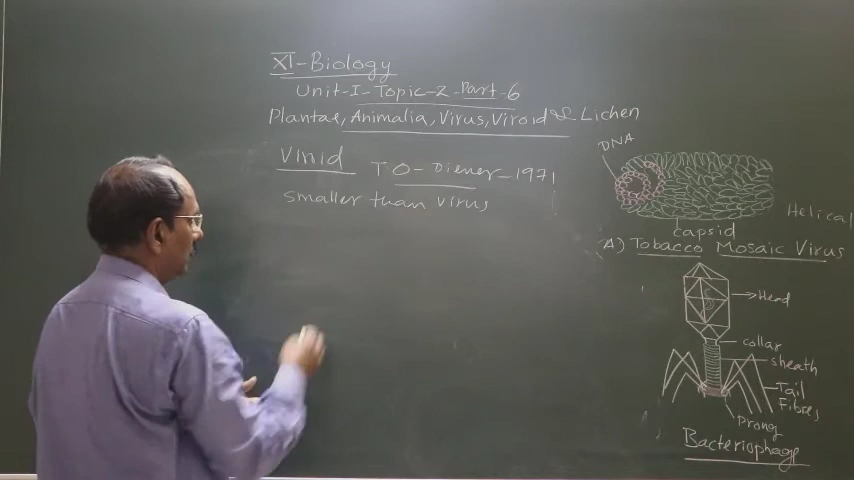 XI-Biology
Unit-I-Topic-2-Part-6
Plantae, Animalia, Virus, Viroid & Lichen
Viriod
T O-Diener-1971
smaller than virus
DNA
Helical
capsid
A) Tobacco Mosaic Virus
Head
collar
sheath
Tail
Fibres
Prong
Bacteriophage